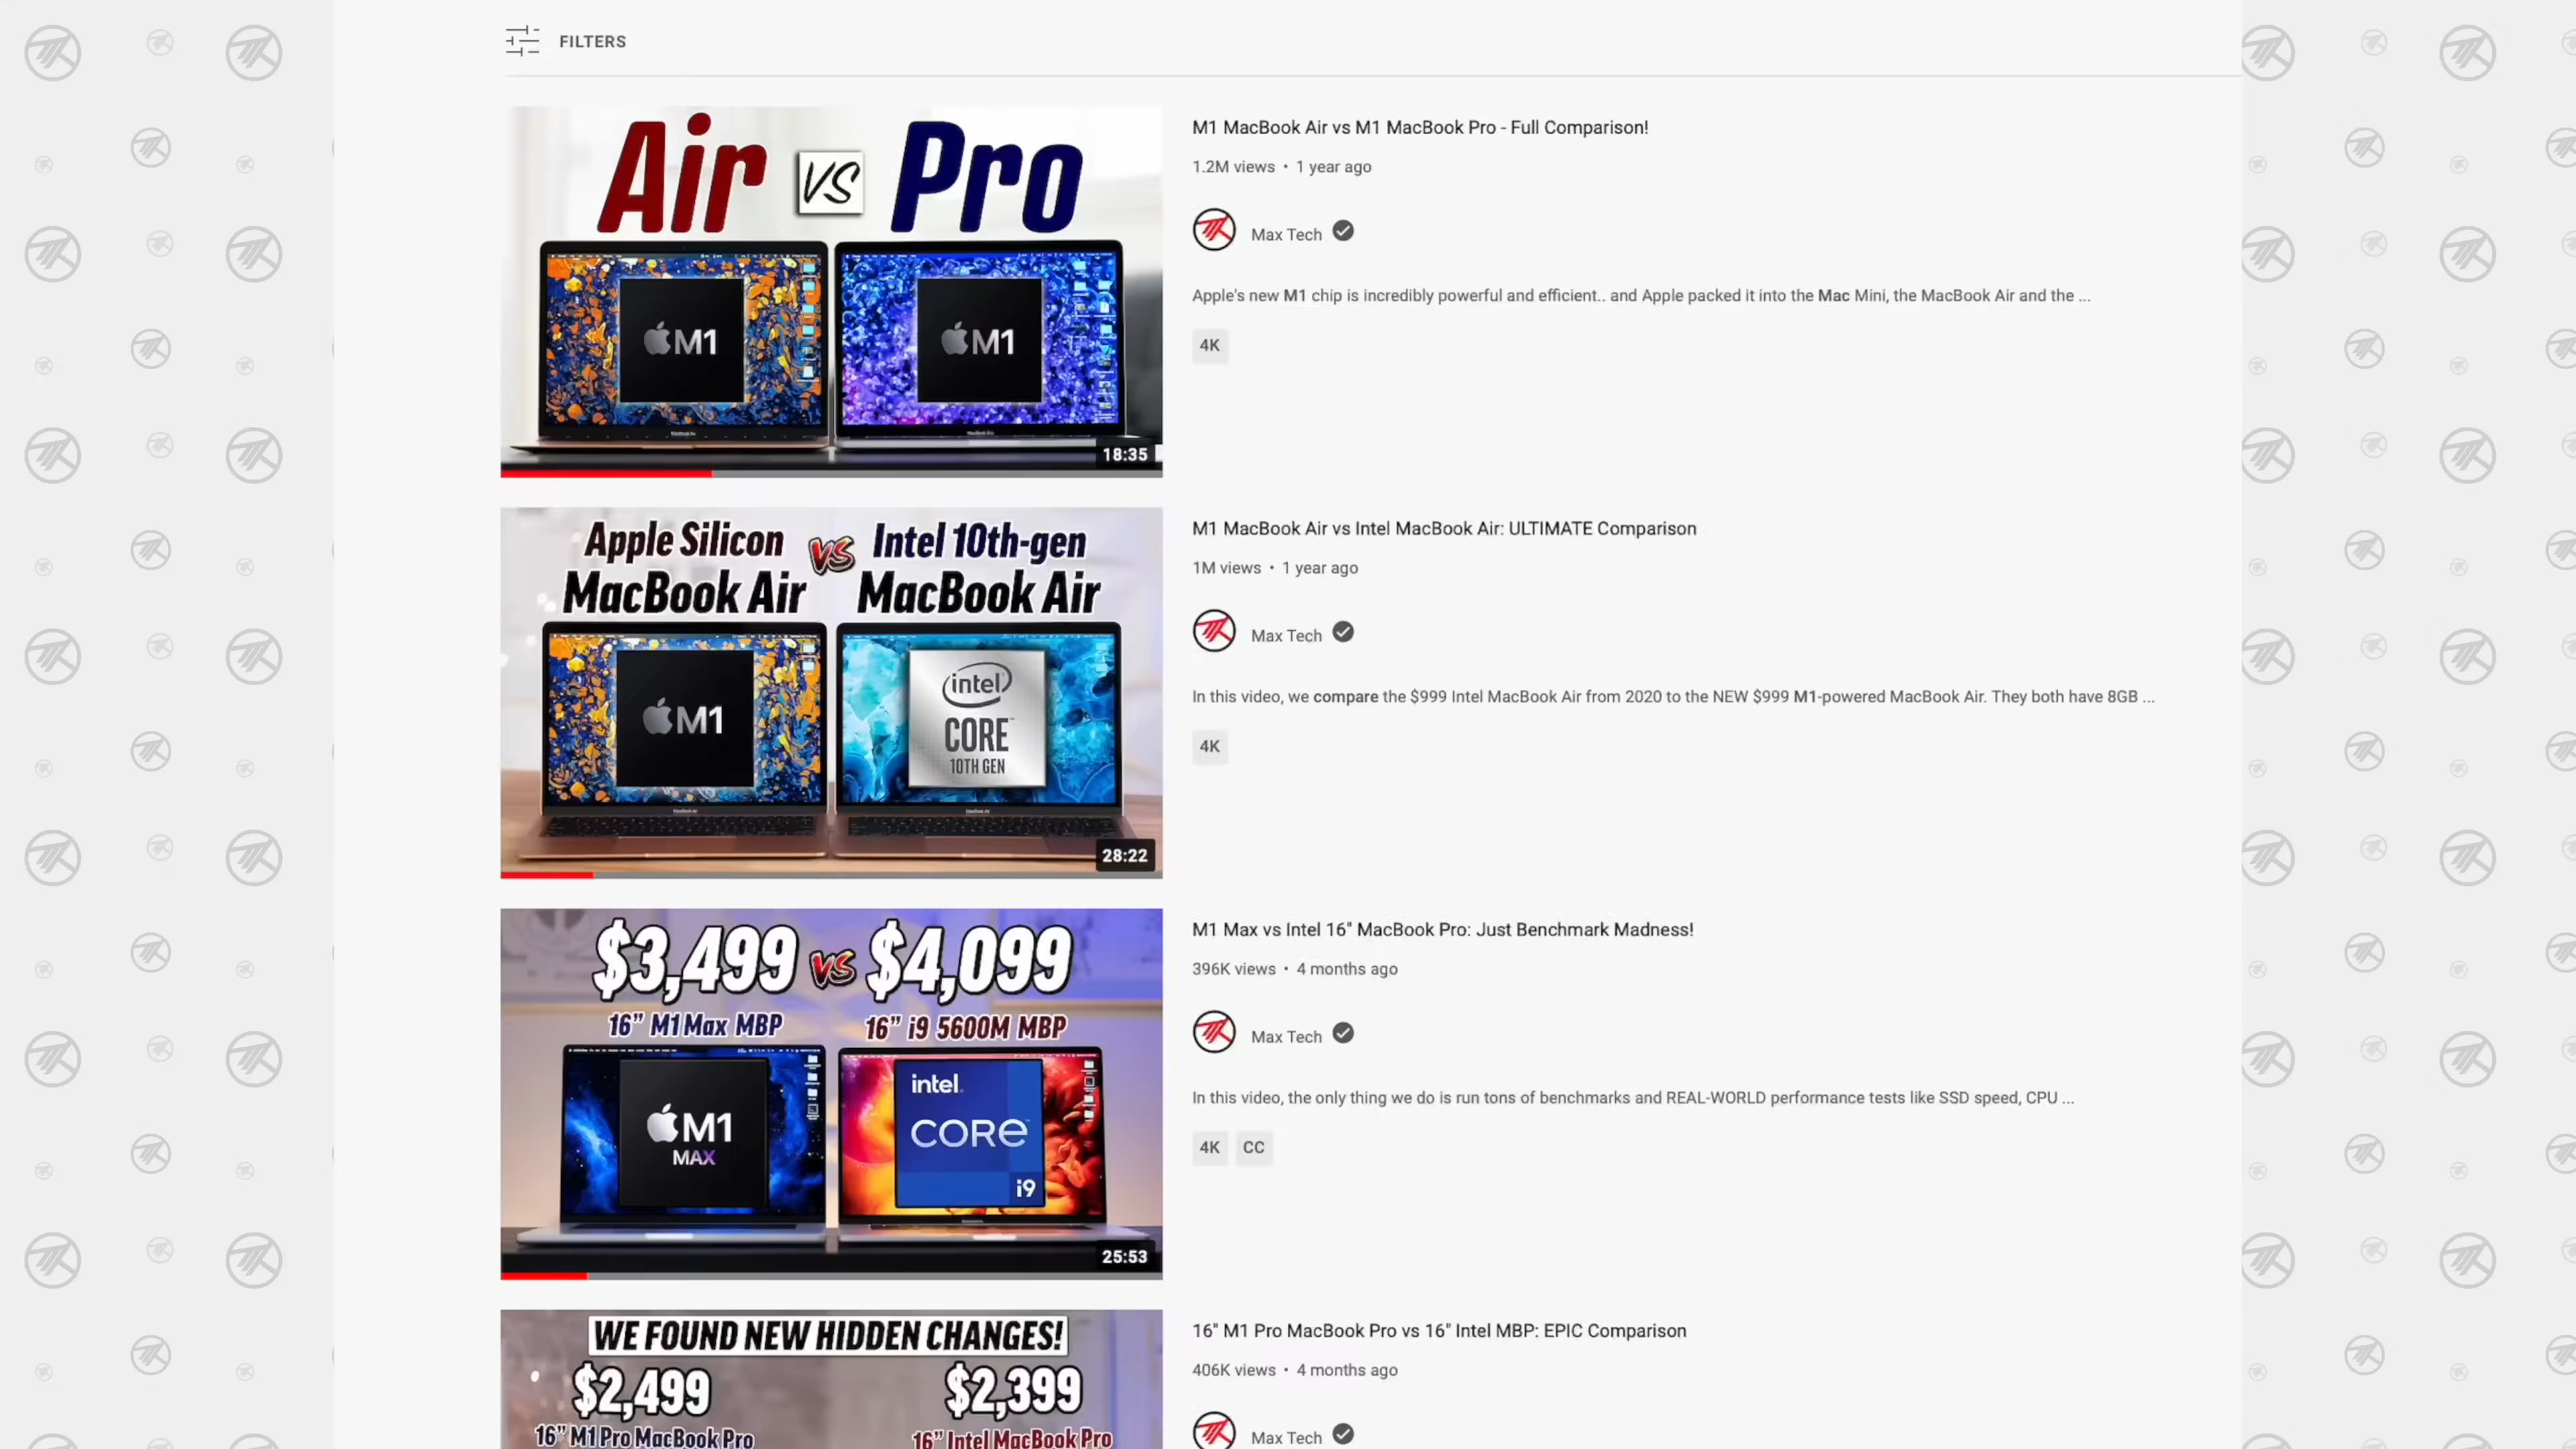 FILTERS
Air VS Pro
M1
M1
18:35
M1 MacBook Air vs M1 MacBook Pro - Full Comparison!
1.2M views • 1 year ago
Max Tech
Apple's new M1 chip is incredibly powerful and efficient.. and Apple packed it into the Mac Mini, the MacBook Air and the ...
4K
Apple Silicon VS Intel 10th-gen
MacBook Air MacBook Air
M1
intel
CORE
10TH GEN
28:22
M1 MacBook Air vs Intel MacBook Air: ULTIMATE Comparison
1M views • 1 year ago
Max Tech
In this video, we compare the $999 Intel MacBook Air from 2020 to the NEW $999 M1-powered MacBook Air. They both have 8GB ...
4K
$3,499 VS $4,099
16” M1 Max MBP 16” i9 5600M MBP
M1
MAX
intel
CORE
i9
25:53
M1 Max vs Intel 16" MacBook Pro: Just Benchmark Madness!
396K views • 4 months ago
Max Tech
In this video, the only thing we do is run tons of benchmarks and REAL-WORLD performance tests like SSD speed, CPU ...
4K CC
WE FOUND NEW HIDDEN CHANGES!
$2,499 $2,399
16” M1 Pro MacBook Pro 16” Intel MacBook Pro
16" M1 Pro MacBook Pro vs 16" Intel MBP: EPIC Comparison
406K views • 4 months ago
Max Tech